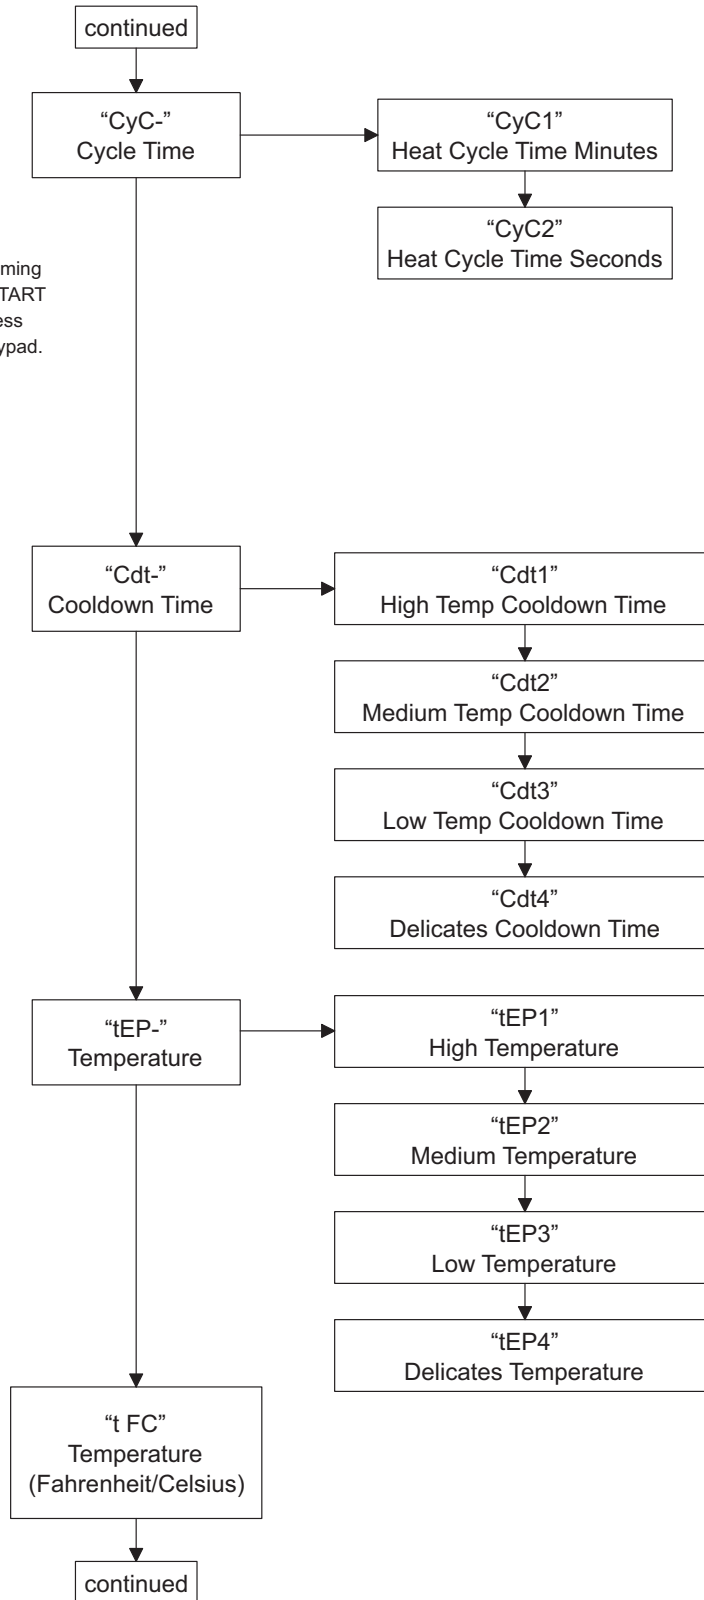 continued
“CyC-”
Cycle Time
“CyC1”
Heat Cycle Time Minutes
“CyC2”
Heat Cycle Time Seconds
ypad.
“Cdt-”
Cooldown Time
“Cdt1”
High Temp Cooldown Time
“Cdt2”
Medium Temp Cooldown Time
“Cdt3”
Low Temp Cooldown Time
“Cdt4”
Delicates Cooldown Time
“tEP-”
Temperature
“tEP1”
High Temperature
“tEP2”
Medium Temperature
“tEP3”
Low Temperature
“tEP4”
Delicates Temperature
“t FC”
Temperature
(Fahrenheit/Celsius)
continued